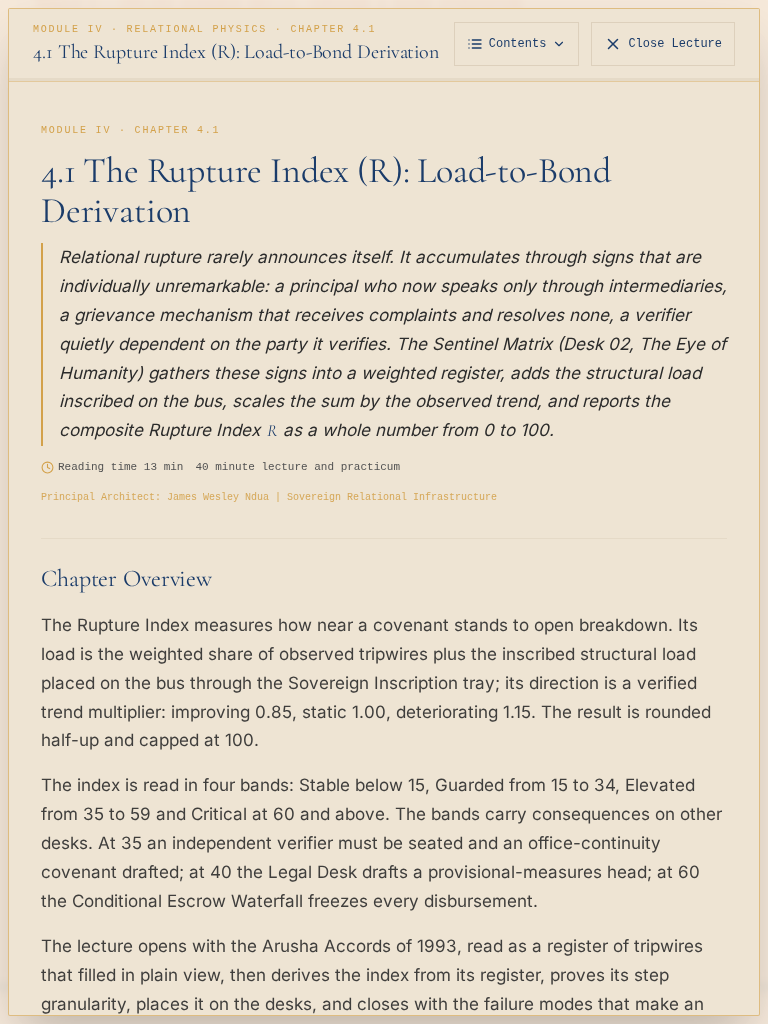 MODULE IV · RELATIONAL PHYSICS · CHAPTER 4.1
4.1 The Rupture Index (R): Load-to-Bond Derivation
Contents
Close Lecture
MODULE IV · CHAPTER 4.1
4.1 The Rupture Index (R): Load-to-Bond
Derivation
Relational rupture rarely announces itself. It accumulates through signs that are
individually unremarkable: a principal who now speaks only through intermediaries,
a grievance mechanism that receives complaints and resolves none, a verifier
quietly dependent on the party it verifies. The Sentinel Matrix (Desk 02, The Eye of
Humanity) gathers these signs into a weighted register, adds the structural load
inscribed on the bus, scales the sum by the observed trend, and reports the
composite Rupture Index R as a whole number from 0 to 100.
Reading time 13 min 40 minute lecture and practicum
Principal Architect: James Wesley Ndua | Sovereign Relational Infrastructure
Chapter Overview
The Rupture Index measures how near a covenant stands to open breakdown. Its
load is the weighted share of observed tripwires plus the inscribed structural load
placed on the bus through the Sovereign Inscription tray; its direction is a verified
trend multiplier: improving 0.85, static 1.00, deteriorating 1.15. The result is rounded
half-up and capped at 100.
The index is read in four bands: Stable below 15, Guarded from 15 to 34, Elevated
from 35 to 59 and Critical at 60 and above. The bands carry consequences on other
desks. At 35 an independent verifier must be seated and an office-continuity
covenant drafted; at 40 the Legal Desk drafts a provisional-measures head; at 60
the Conditional Escrow Waterfall freezes every disbursement.
The lecture opens with the Arusha Accords of 1993, read as a register of tripwires
that filled in plain view, then derives the index from its register, proves its step
granularity, places it on the desks, and closes with the failure modes that make an